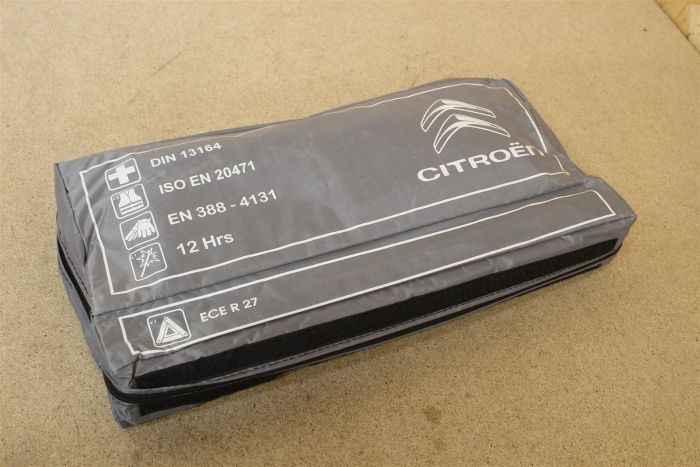 DIN 13164
ISO EN 20471
EN 388 - 4131
12 Hrs
CITROËN
ECE R 27